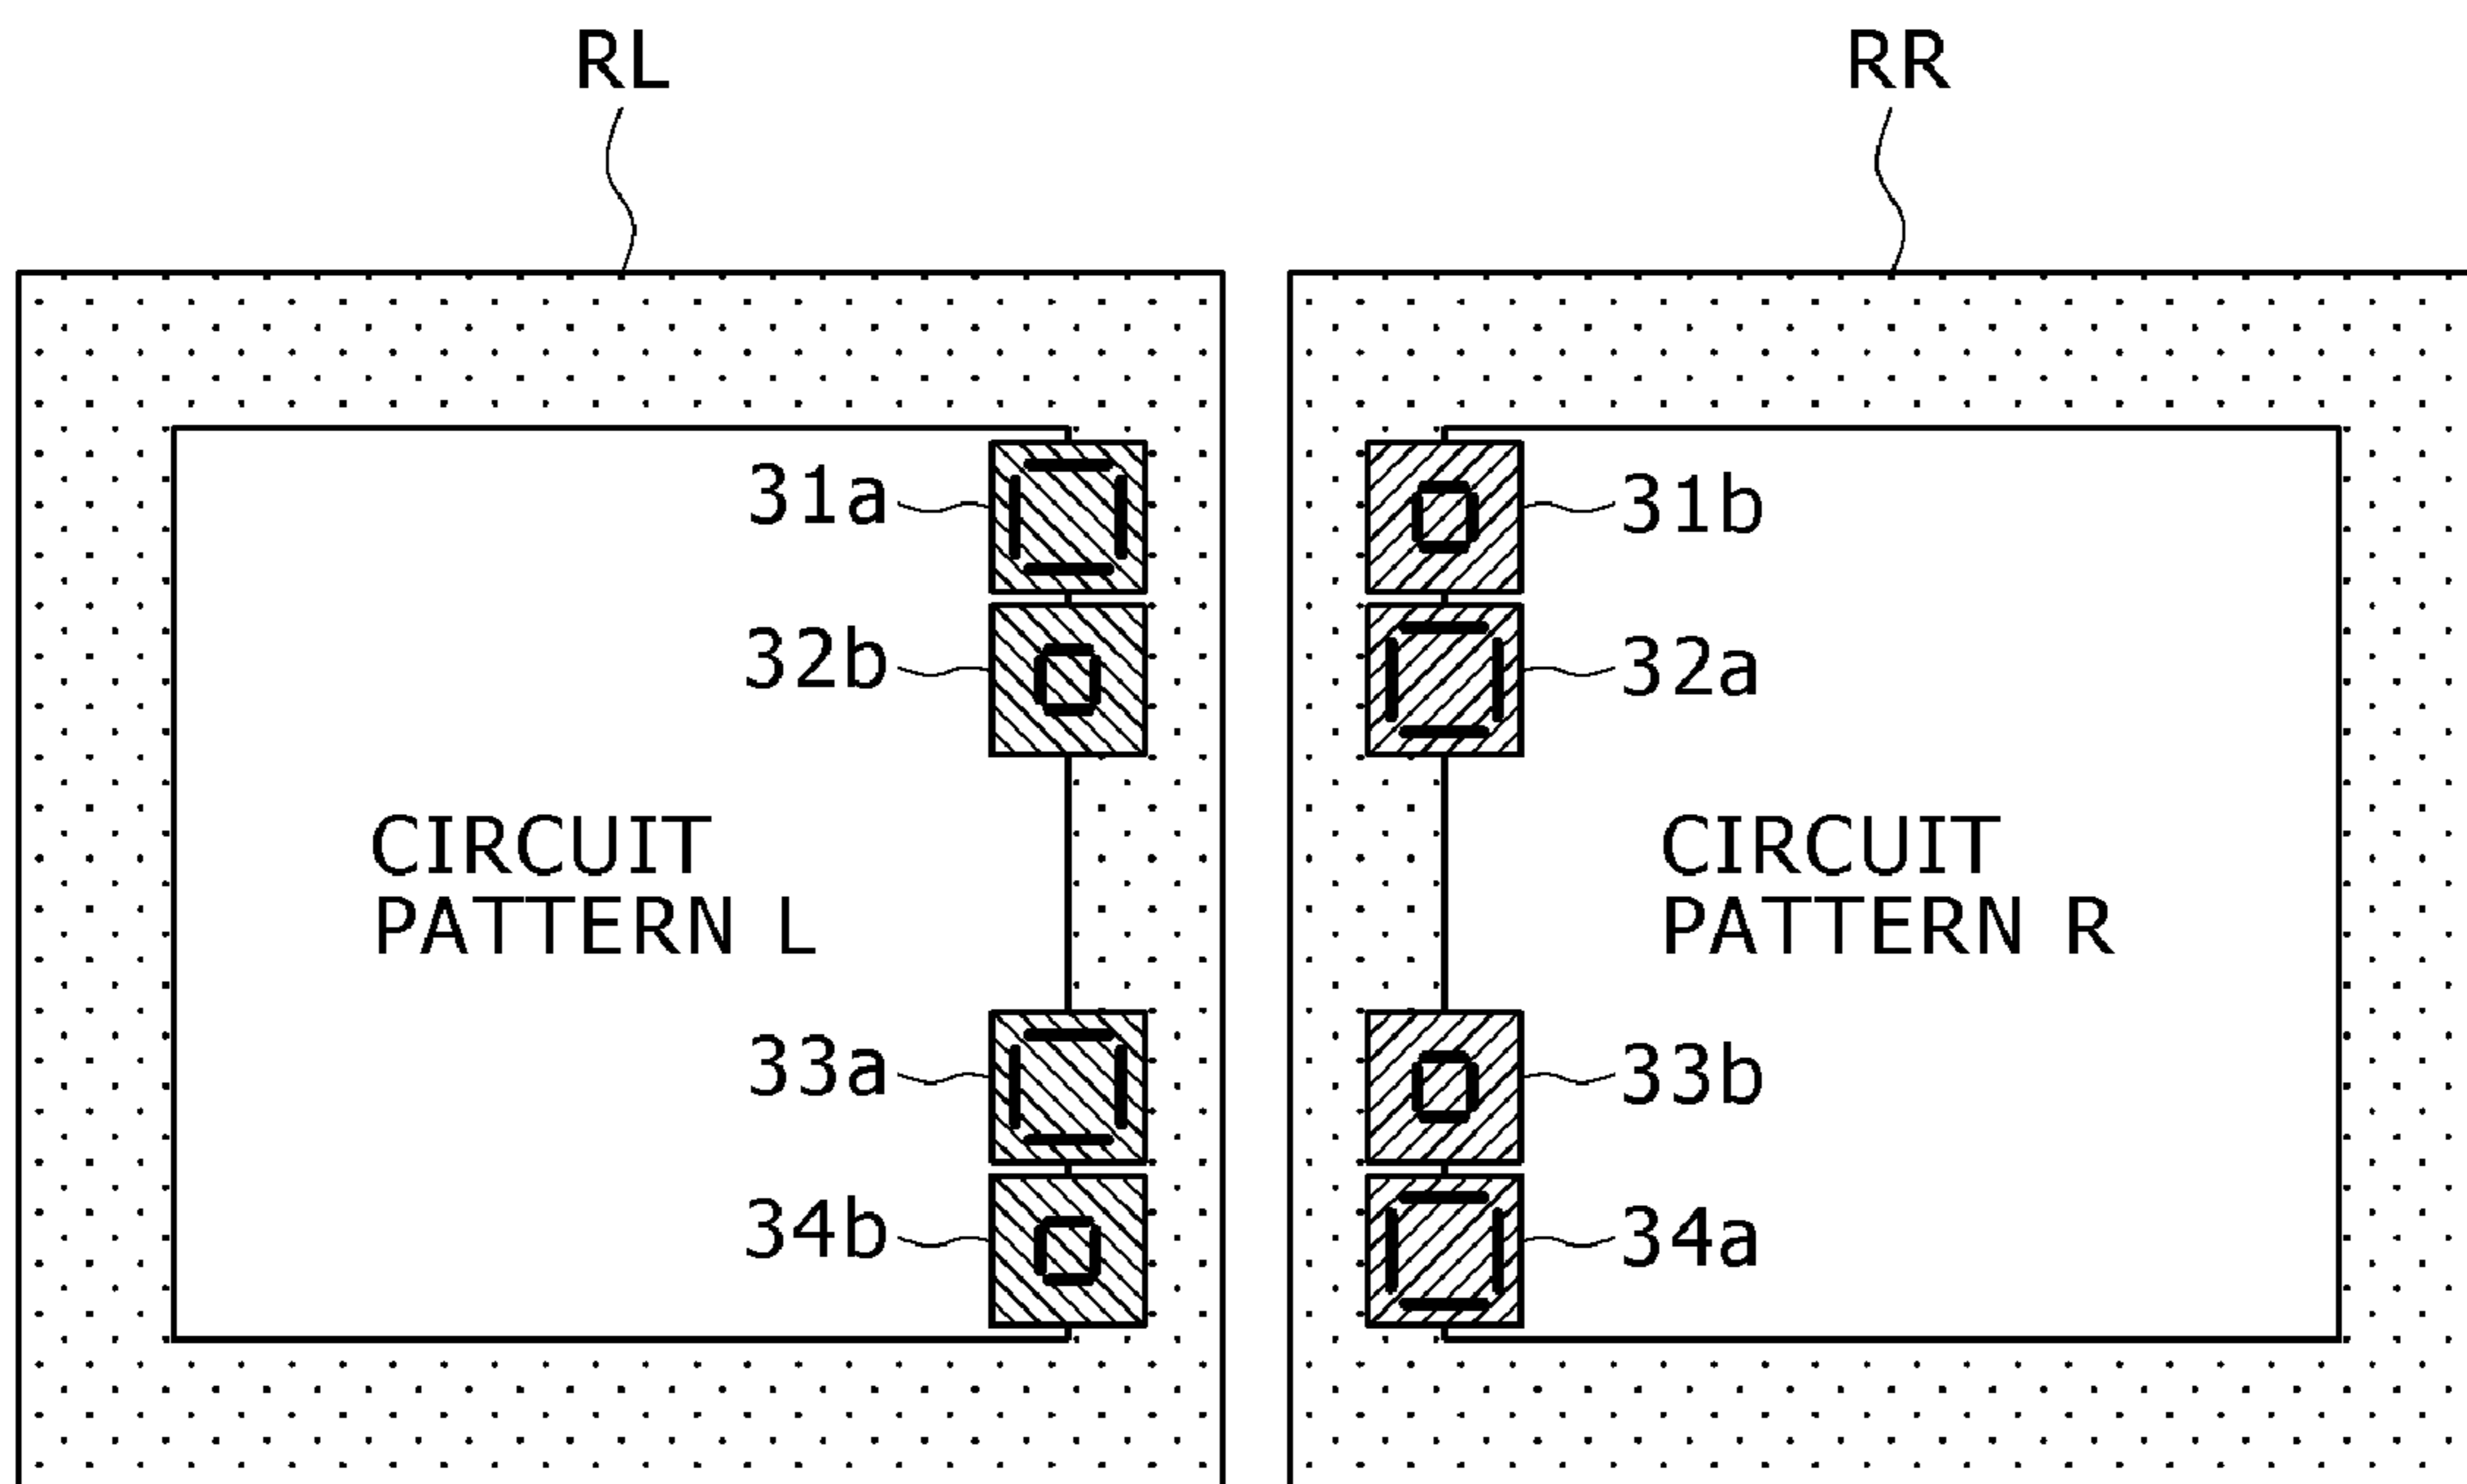 RL
RR
31a
31b
32b
32a
CIRCUIT
PATTERN L
CIRCUIT
PATTERN R
33a
33b
34b
34a